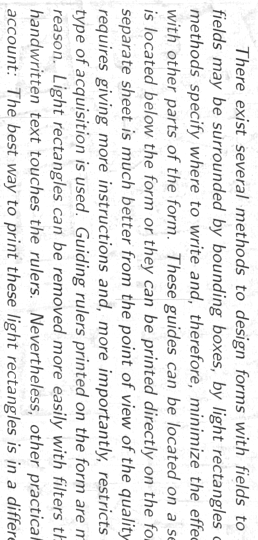 There exist several methods to design forms with fields to
fields may be surrounded by bounding boxes, by light rectangles
methods specify where to write and, therefore, minimize the effec
with other parts of the form. These guides can be located on a se
is located below the form or they can be printed directly on the fo
separate sheet is much better from the point of view of the quality
requires giving more instructions and, more importantly, restricts
type of acquisition is used. Guiding rulers printed on the form are m
reason. Light rectangles can be removed more easily with filters th
handwritten text touches the rulers. Nevertheless, other practical
account: The best way to print these light rectangles is in a differe